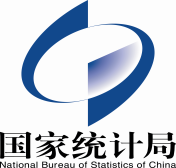 国家统计局
National Bureau of Statistics of China